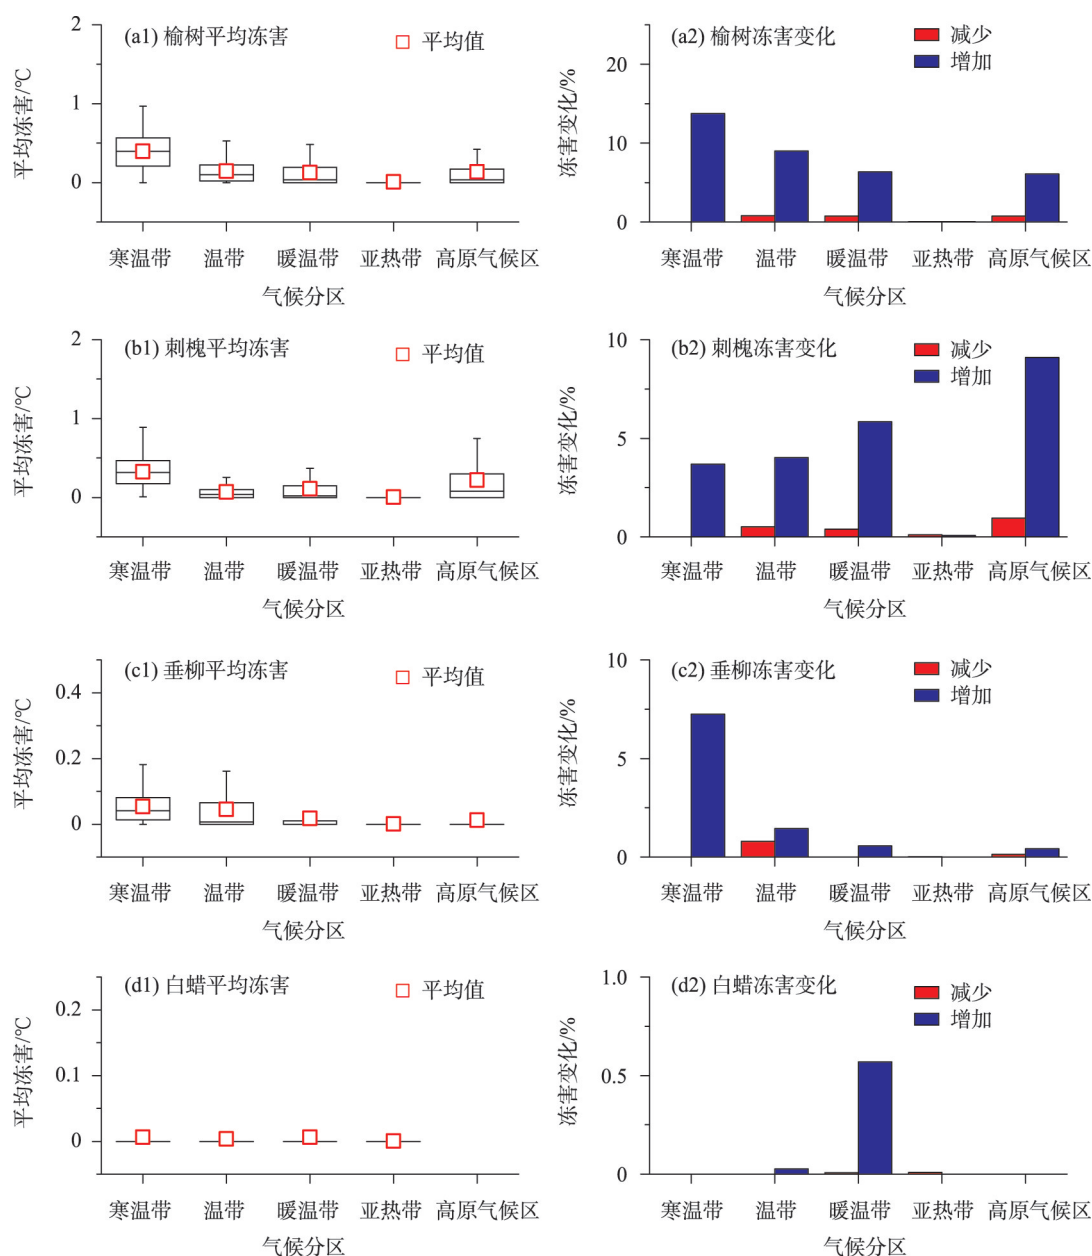 (a1) 榆树平均冻害
平均值
平均冻害/℃
2
1
0
寒温带 温带 暖温带 亚热带 高原气候区
气候分区
(a2) 榆树冻害变化
减少
增加
冻害变化/%
20
10
0
寒温带 温带 暖温带 亚热带 高原气候区
气候分区
(b1) 刺槐平均冻害
平均值
平均冻害/℃
2
1
0
寒温带 温带 暖温带 亚热带 高原气候区
气候分区
(b2) 刺槐冻害变化
减少
增加
冻害变化/%
10
5
0
寒温带 温带 暖温带 亚热带 高原气候区
气候分区
(c1) 垂柳平均冻害
平均值
平均冻害/℃
0.4
0.2
0
寒温带 温带 暖温带 亚热带 高原气候区
气候分区
(c2) 垂柳冻害变化
减少
增加
冻害变化/%
10
5
0
寒温带 温带 暖温带 亚热带 高原气候区
气候分区
(d1) 白蜡平均冻害
平均值
平均冻害/℃
0.2
0.1
0
寒温带 温带 暖温带 亚热带 高原气候区
气候分区
(d2) 白蜡冻害变化
减少
增加
冻害变化/%
1.0
0.5
0
寒温带 温带 暖温带 亚热带 高原气候区
气候分区